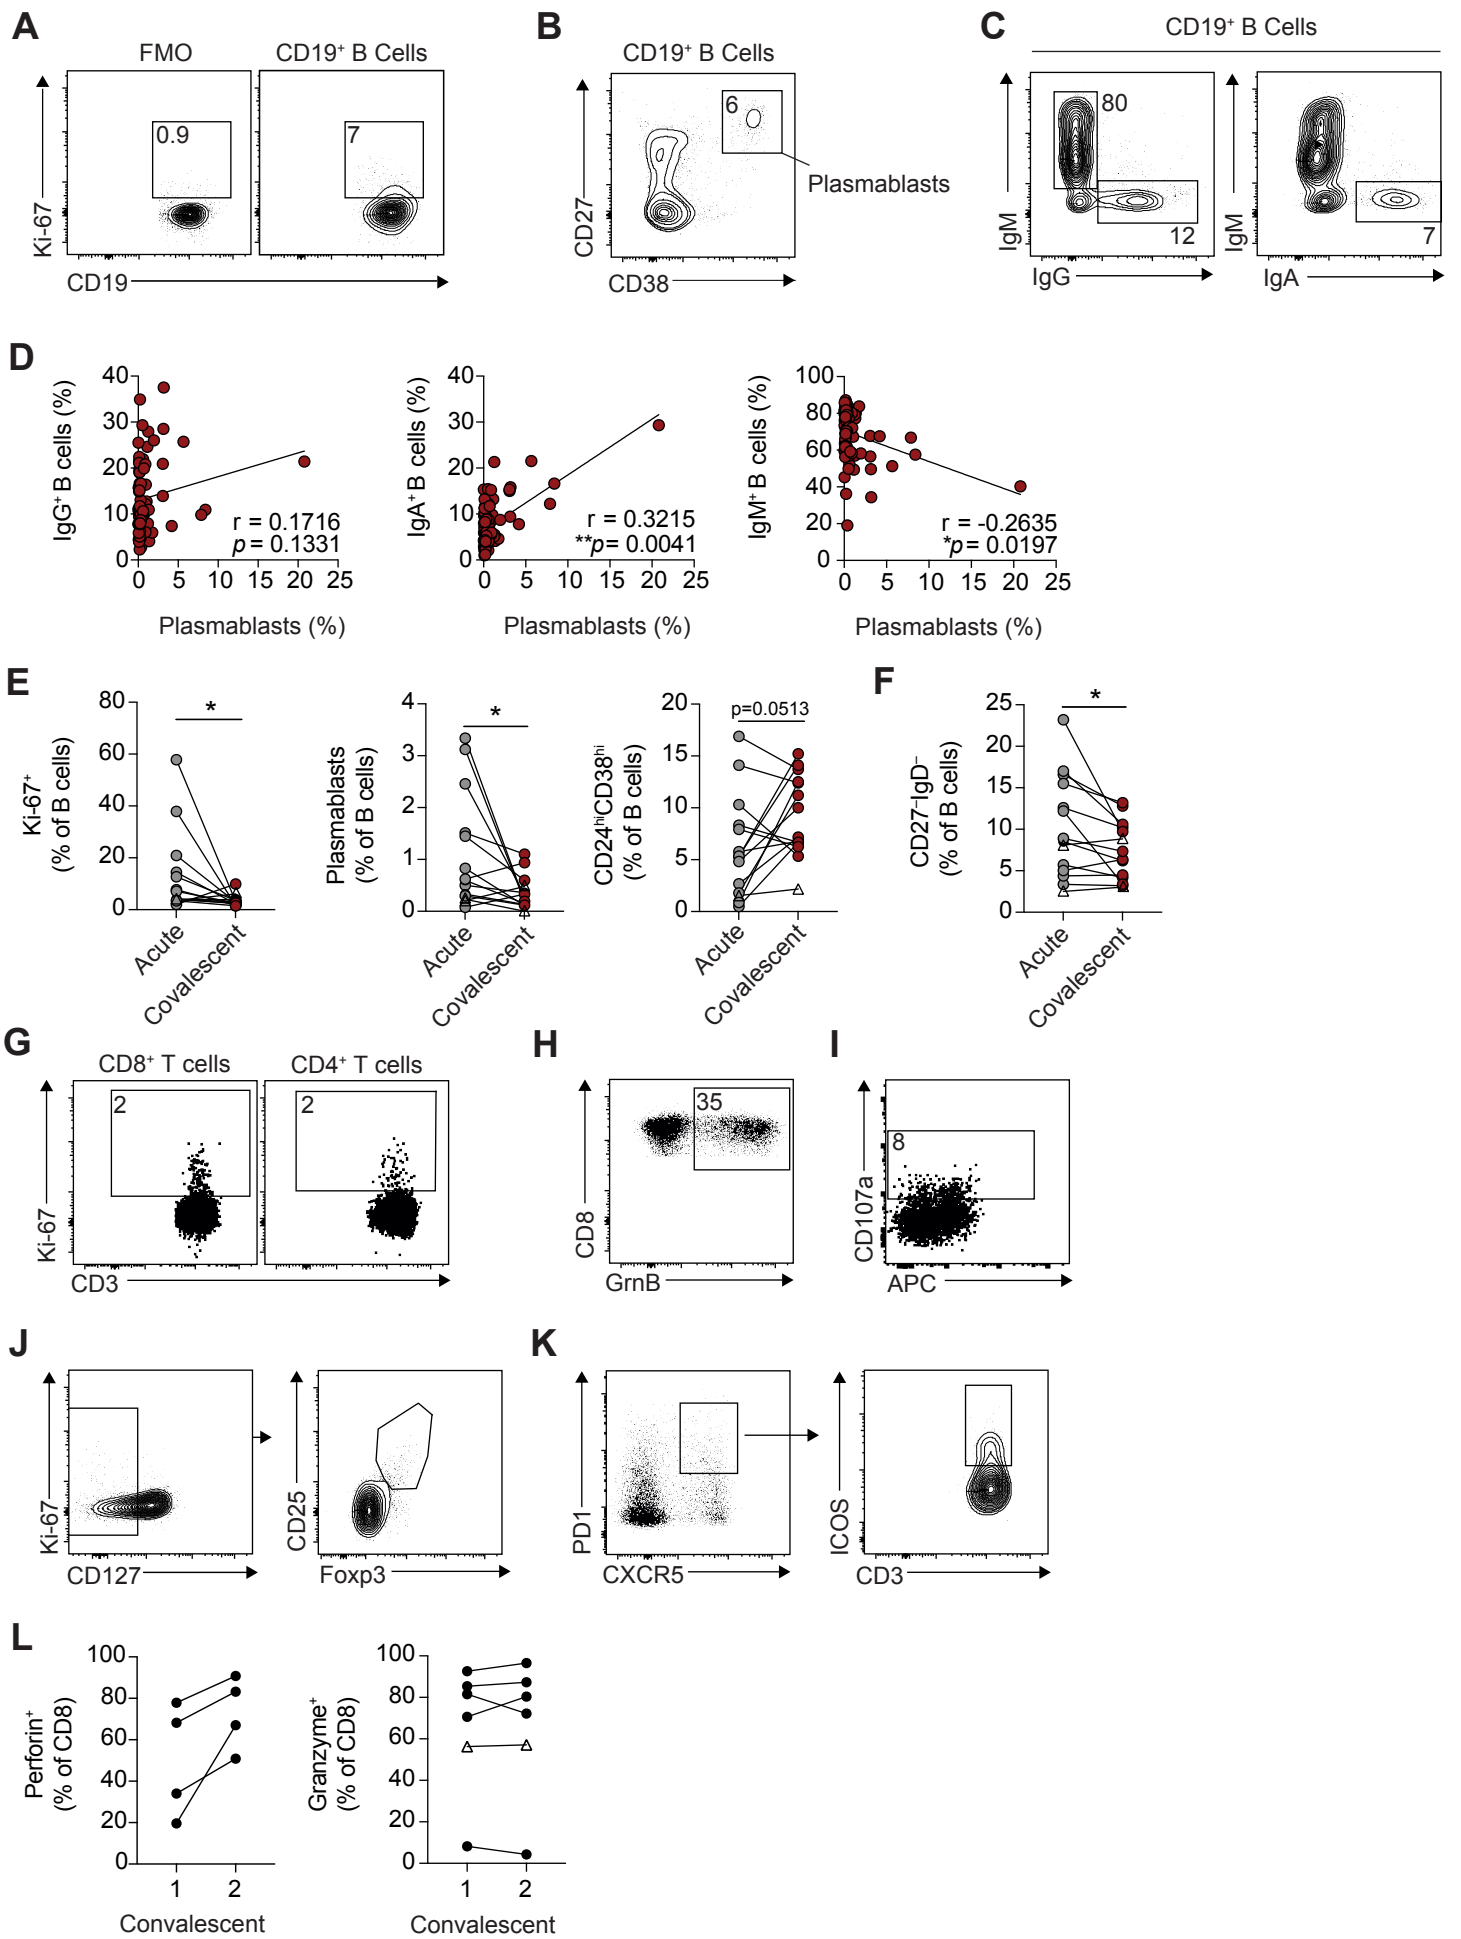 A
FMO
CD19⁺ B Cells
0.9
7
Ki-67
CD19
B
CD19⁺ B Cells
6
Plasmablasts
CD27
CD38
C
CD19⁺ B Cells
80
12
IgM
IgG
7
IgM
IgA
D
40
30
20
10
0
IgG⁺ B cells (%)
r = 0.1716
p = 0.1331
0 5 10 15 20 25
Plasmablasts (%)
40
30
20
10
0
IgA⁺ B cells (%)
r = 0.3215
**p = 0.0041
0 5 10 15 20 25
Plasmablasts (%)
100
80
60
40
20
0
IgM⁺ B cells (%)
r = -0.2635
*p = 0.0197
0 5 10 15 20 25
Plasmablasts (%)
E
80
60
40
20
0
Ki-67⁺
(% of B cells)
*
Acute
Covalescent
4
3
2
1
0
Plasmablasts
(% of B cells)
*
Acute
Covalescent
20
15
10
5
0
CD24ʰⁱCD38ʰⁱ
(% of B cells)
p=0.0513
Acute
Covalescent
F
25
20
15
10
5
0
CD27⁻IgD⁻
(% of B cells)
*
Acute
Covalescent
G
CD8⁺ T cells
CD4⁺ T cells
2
2
Ki-67
CD3
H
35
CD8
GrnB
I
8
CD107a
APC
J
Ki-67
CD127
CD25
Foxp3
K
PD1
CXCR5
ICOS
CD3
L
100
80
60
40
20
0
Perforin⁺
(% of CD8)
1 2
Convalescent
100
80
60
40
20
0
Granzyme⁺
(% of CD8)
1 2
Convalescent